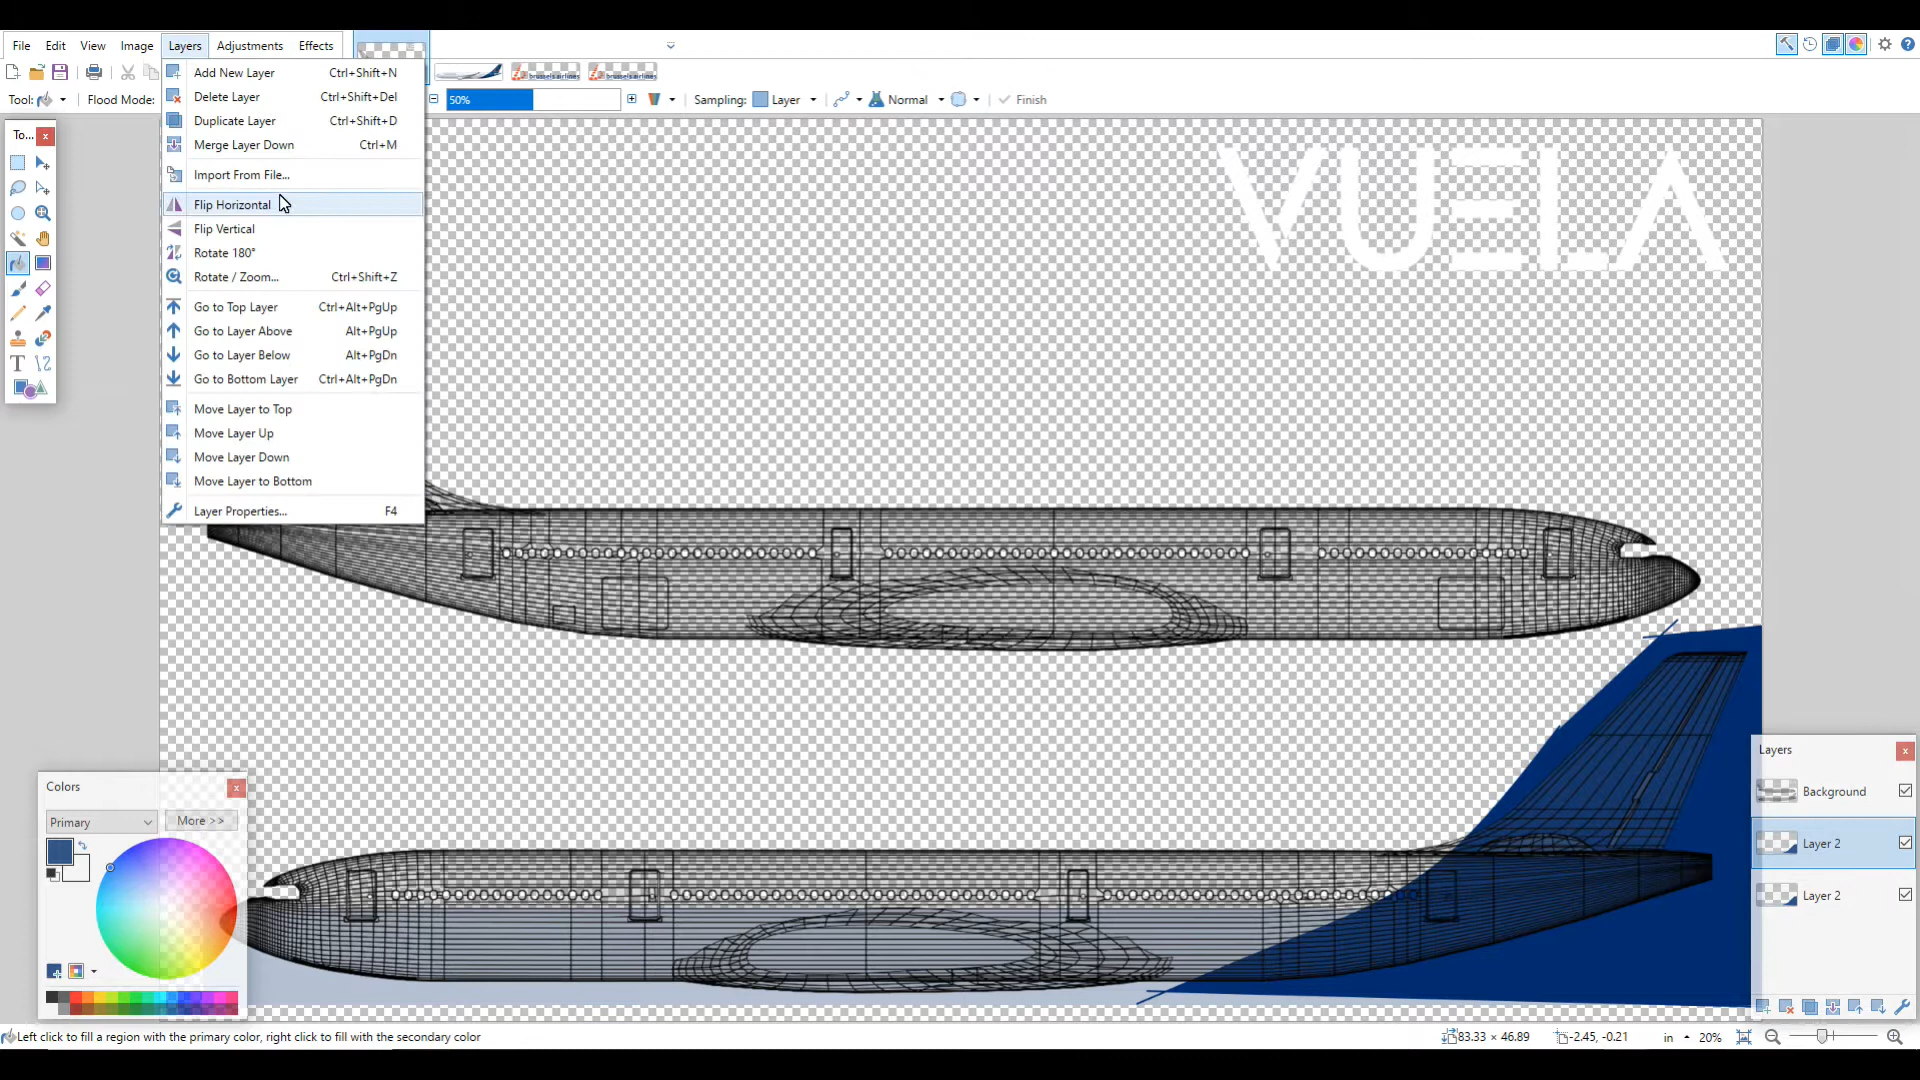 File Edit View Image Layers Adjustments Effects
Tool: Flood Mode: 50% Sampling: Layer Normal Finish
Add New Layer Ctrl+Shift+N
Delete Layer Ctrl+Shift+Del
Duplicate Layer Ctrl+Shift+D
Merge Layer Down Ctrl+M
Import From File...
Flip Horizontal
Flip Vertical
Rotate 180°
Rotate / Zoom... Ctrl+Shift+Z
Go to Top Layer Ctrl+Alt+PgUp
Go to Layer Above Alt+PgUp
Go to Layer Below Alt+PgDn
Go to Bottom Layer Ctrl+Alt+PgDn
Move Layer to Top
Move Layer Up
Move Layer Down
Move Layer to Bottom
Layer Properties... F4
To...
brussels airlines
brussels airlines
VUELA
Colors
Primary More >>
Layers
Background
Layer 2
Layer 2
Left click to fill a region with the primary color, right click to fill with the secondary color
83.33 × 46.89 -2.45, -0.21 in 20%